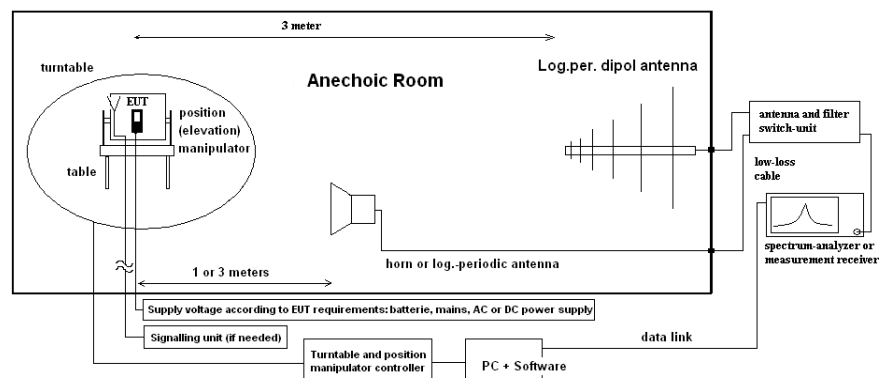 3 meter
turntable
Log.per. dipol antenna
Anechoic Room
EUT
position
(elevation)
manipulator
antenna and filter
switch-unit
table
low-loss
cable
spectrum-analyzer or
measurement receiver
horn or log.-periodic antenna
1 or 3 meters
Supply voltage according to EUT requirements: batterie, mains, AC or DC power supply
Signalling unit (if needed)
data link
Turntable and position
manipulator controller
PC + Software